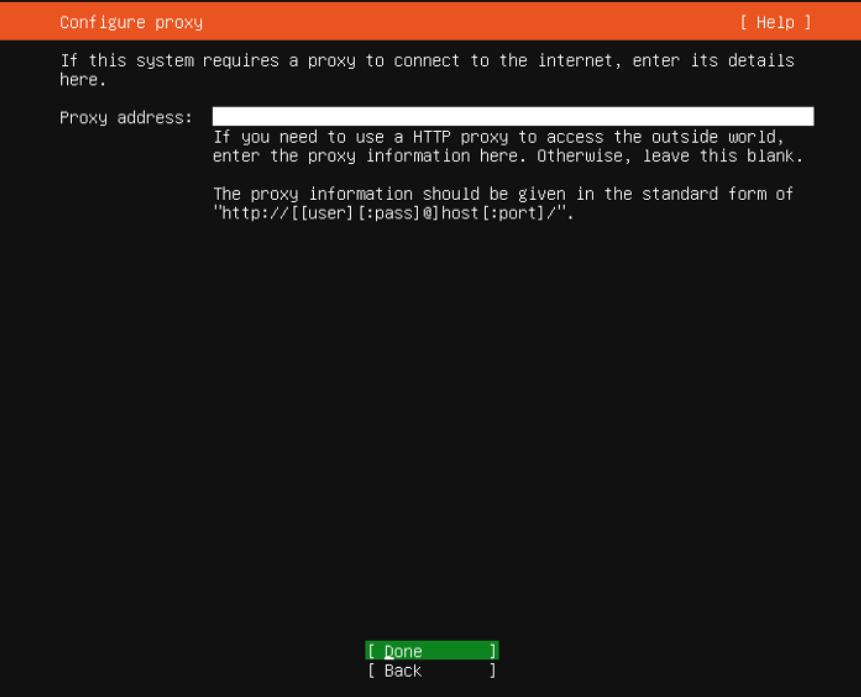 Configure proxy [ Help ]
If this system requires a proxy to connect to the internet, enter its details
here.
Proxy address:
If you need to use a HTTP proxy to access the outside world,
enter the proxy information here. Otherwise, leave this blank.
The proxy information should be given in the standard form of
"http://[[user][:pass]@]host[:port]/".
[ Done ]
[ Back ]